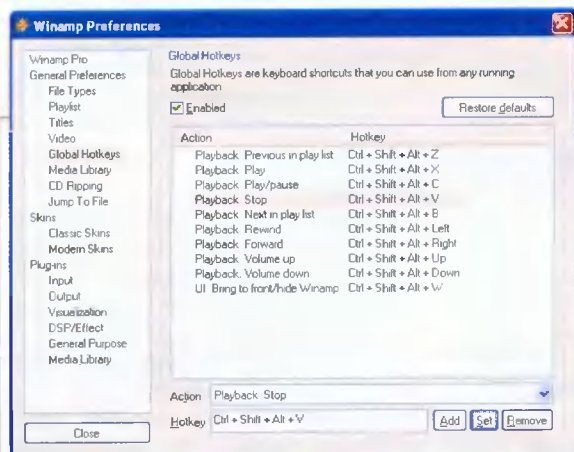 Winamp Preferences
Winamp Pro
General Preferences
File Types
Playlist
Titles
Video
Global Hotkeys
Media Library
CD Ripping
Jump To File
Skins
Classic Skins
Modern Skins
Plug-ins
Input
Output
Visualization
DSP/Effect
General Purpose
Media Library
Close
Global Hotkeys
Global Hotkeys are keyboard shortcuts that you can use from any running
application
Enabled
Restore defaults
Action Hotkey
Playback Previous in play list Ctrl + Shift + Alt + Z
Playback Play Ctrl + Shift + Alt + X
Playback Play/pause Ctrl + Shift + Alt + C
Playback Stop Ctrl + Shift + Alt + V
Playback Next in play list Ctrl + Shift + Alt + B
Playback Rewind Ctrl + Shift + Alt + Left
Playback Forward Ctrl + Shift + Alt + Right
Playback Volume up Ctrl + Shift + Alt + Up
Playback. Volume down Ctrl + Shift + Alt + Down
UI Bring to front/hide Winamp Ctrl + Shift + Alt + W
Action Playback Stop
Hotkey Ctrl + Shift + Alt + V
Add Set Remove